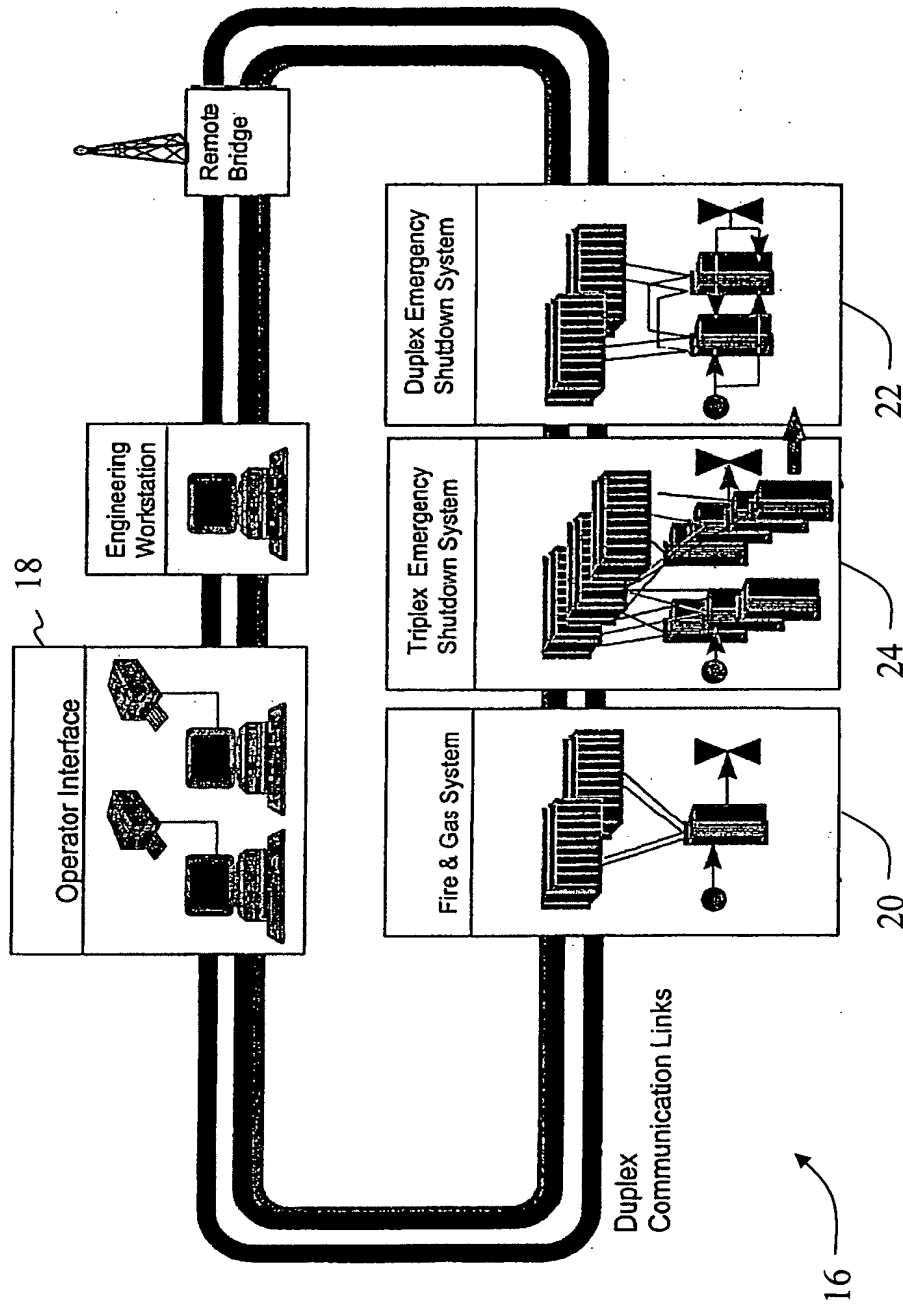 18
Operator Interface
Engineering
Workstation
Remote
Bridge
Fire & Gas System
Triplex Emergency
Shutdown System
Duplex Emergency
Shutdown System
Duplex
Communication Links
20
24
22
16